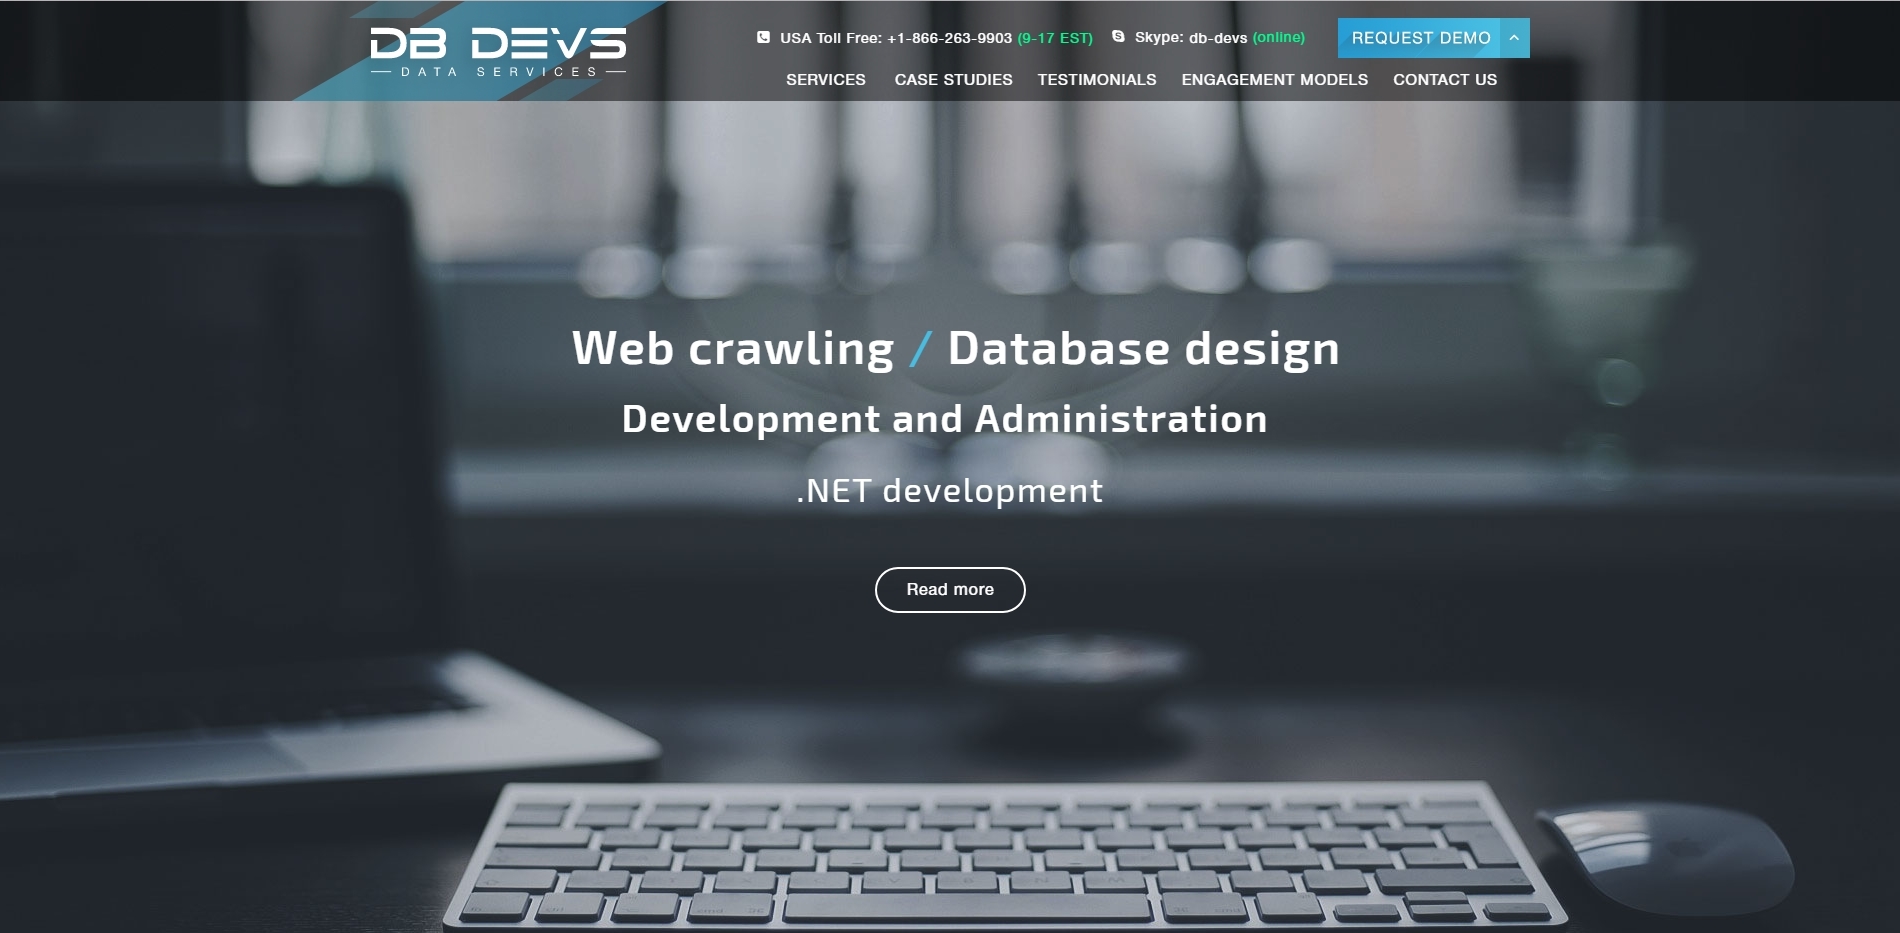 DB DEVS
DATA SERVICES
USA Toll Free: +1-866-263-9903 (9-17 EST)
Skype: db-devs (online)
REQUEST DEMO
SERVICES CASE STUDIES TESTIMONIALS ENGAGEMENT MODELS CONTACT US
Web crawling / Database design
Development and Administration
.NET development
Read more